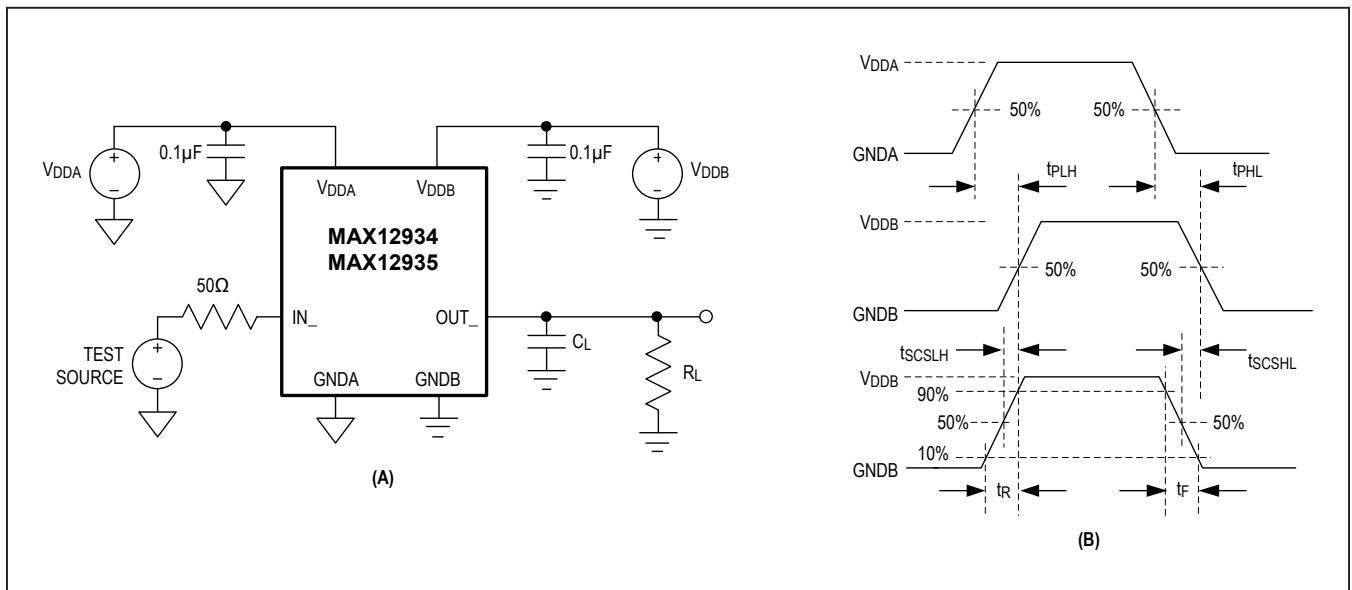 VDDA
0.1µF
0.1µF
VDDB
VDDA
VDDB
MAX12934
MAX12935
50Ω
IN_
OUT_
TEST
SOURCE
CL
RL
GNDA
GNDB
(A)
VDDA
50%
50%
GNDA
tPLH
tPHL
VDDB
50%
50%
GNDB
tSCSLH
tSCSHL
VDDB
90%
50%
50%
10%
GNDB
tR
tF
(B)